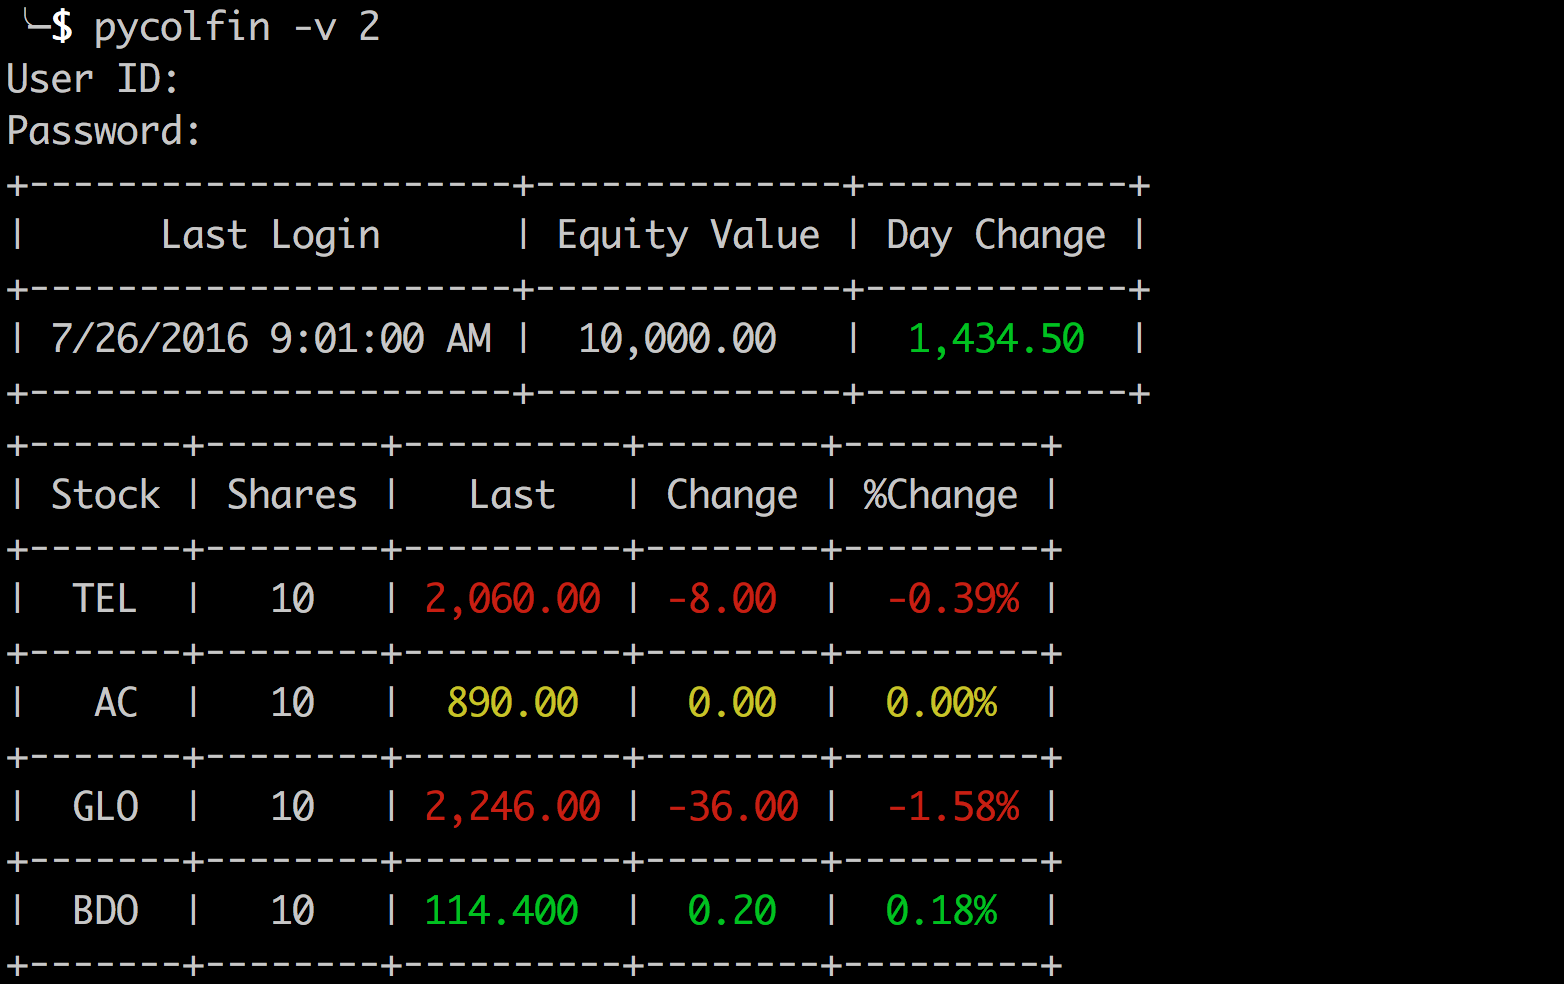 ╰─$ pycolfin -v 2
User ID:
Password:
+----------------------+--------------+------------+
|      Last Login      | Equity Value | Day Change |
+----------------------+--------------+------------+
| 7/26/2016 9:01:00 AM |  10,000.00   |  1,434.50  |
+----------------------+--------------+------------+
+-------+--------+----------+--------+---------+
| Stock | Shares |   Last   | Change | %Change |
+-------+--------+----------+--------+---------+
|  TEL  |   10   | 2,060.00 | -8.00  |  -0.39% |
+-------+--------+----------+--------+---------+
|   AC  |   10   |  890.00  |  0.00  |  0.00%  |
+-------+--------+----------+--------+---------+
|  GLO  |   10   | 2,246.00 | -36.00 |  -1.58% |
+-------+--------+----------+--------+---------+
|  BDO  |   10   | 114.400  |  0.20  |  0.18%  |
+-------+--------+----------+--------+---------+